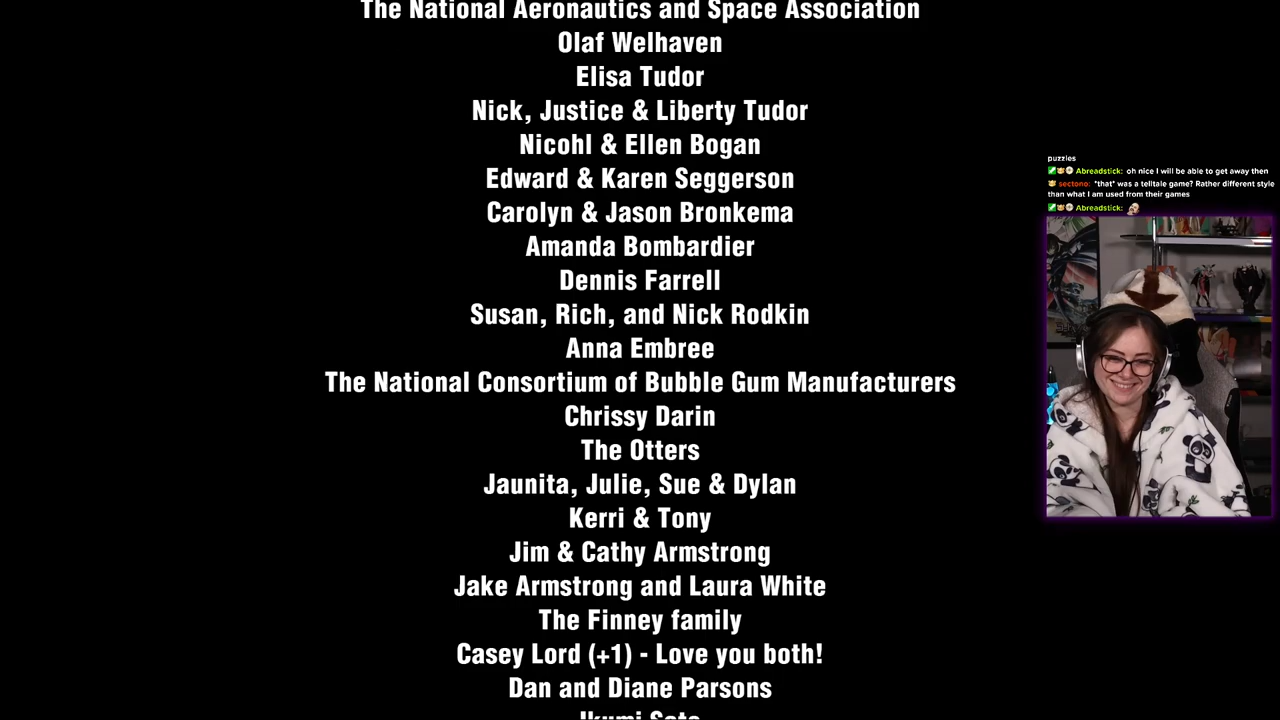 The National Aeronautics and Space Association
Olaf Welhaven
Elisa Tudor
Nick, Justice & Liberty Tudor
Nicohl & Ellen Bogan
Edward & Karen Seggerson
Carolyn & Jason Bronkema
Amanda Bombardier
Dennis Farrell
Susan, Rich, and Nick Rodkin
Anna Embree
The National Consortium of Bubble Gum Manufacturers
Chrissy Darin
The Otters
Jaunita, Julie, Sue & Dylan
Kerri & Tony
Jim & Cathy Armstrong
Jake Armstrong and Laura White
The Finney family
Casey Lord (+1) - Love you both!
Dan and Diane Parsons
puzzles
Abreadstick: oh nice I will be able to get away then
sectono: *that* was a telltale game? Rather different style
than what I am used from their games
Abreadstick: